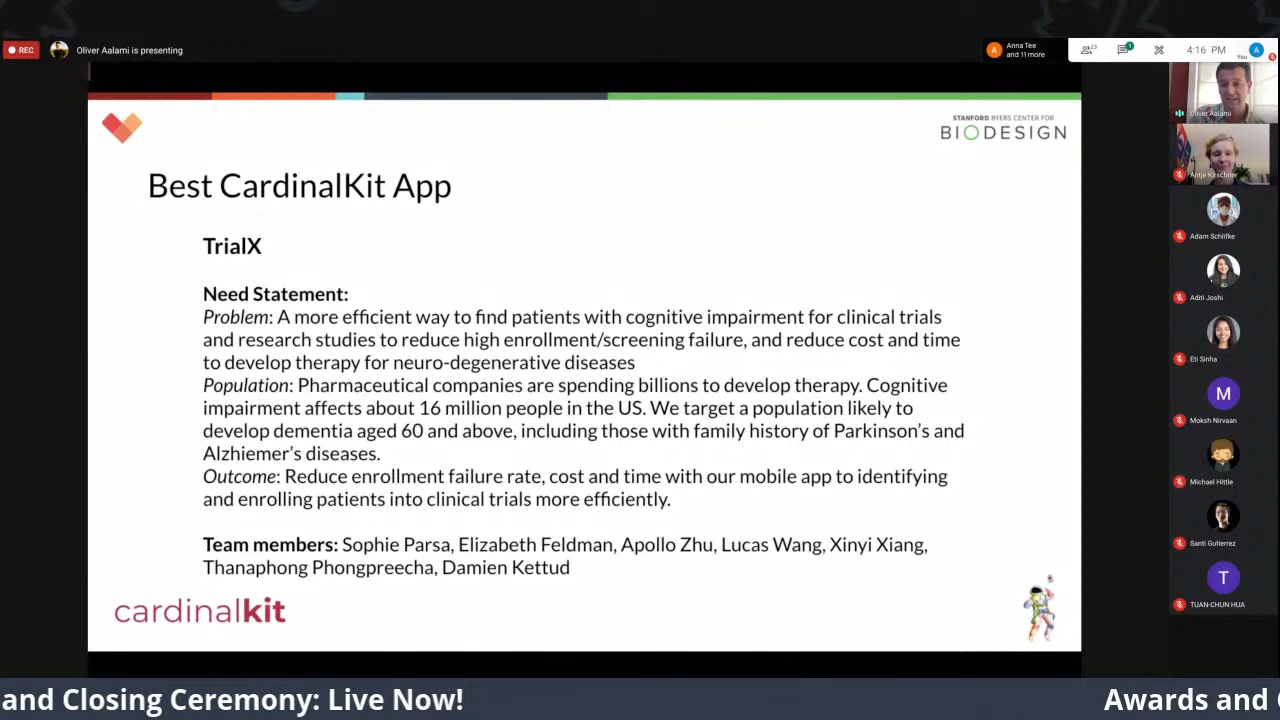 REC
Oliver Aalami is presenting
Anna Tee
and 11 more
23
1
4:16 PM
A
You
A
STANFORD BYERS CENTER FOR
BIODESIGN
Best CardinalKit App
TrialX
Need Statement:
Problem: A more efficient way to find patients with cognitive impairment for clinical trials
and research studies to reduce high enrollment/screening failure, and reduce cost and time
to develop therapy for neuro-degenerative diseases
Population: Pharmaceutical companies are spending billions to develop therapy. Cognitive
impairment affects about 16 million people in the US. We target a population likely to
develop dementia aged 60 and above, including those with family history of Parkinson's and
Alzhiemer's diseases.
Outcome: Reduce enrollment failure rate, cost and time with our mobile app to identifying
and enrolling patients into clinical trials more efficiently.
Team members: Sophie Parsa, Elizabeth Feldman, Apollo Zhu, Lucas Wang, Xinyi Xiang,
Thanaphong Phongpreecha, Damien Kettud
cardinalkit
Oliver Aalami
Antje Kirschner
Adam Schlifke
Aditi Joshi
Eti Sinha
M
Moksh Nirvaan
Michael Hittle
Santi Gutierrez
T
TUAN-CHUN HUA
and Closing Ceremony: Live Now!
Awards and